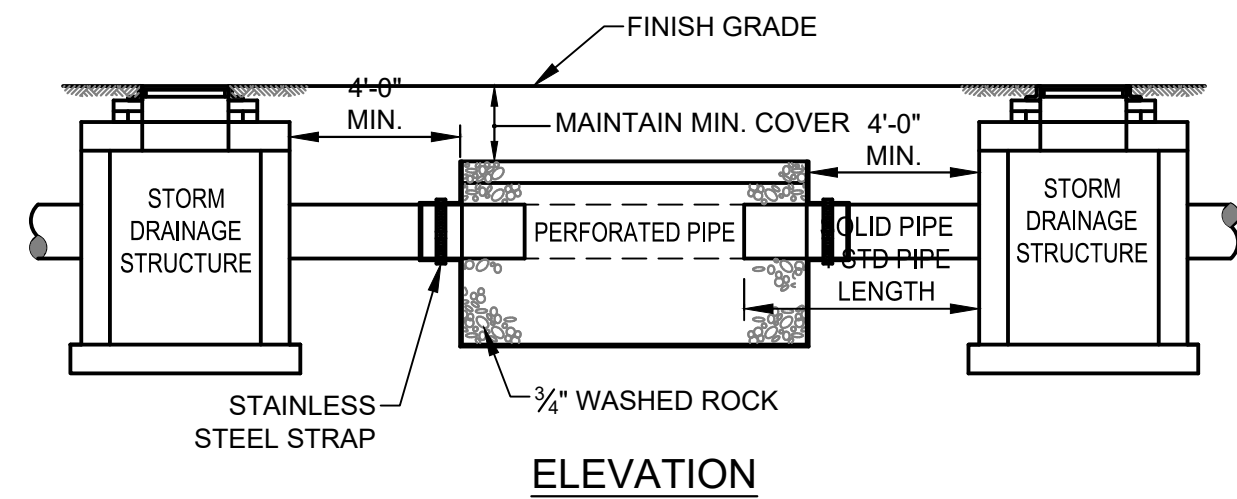 FINISH GRADE
4'-0"
MIN.
MAINTAIN MIN. COVER
4'-0"
MIN.
STORM
DRAINAGE
STRUCTURE
PERFORATED PIPE
PIPE
STD PIPE
LENGTH
STORM
DRAINAGE
STRUCTURE
STAINLESS
STEEL STRAP
3/4" WASHED ROCK
ELEVATION